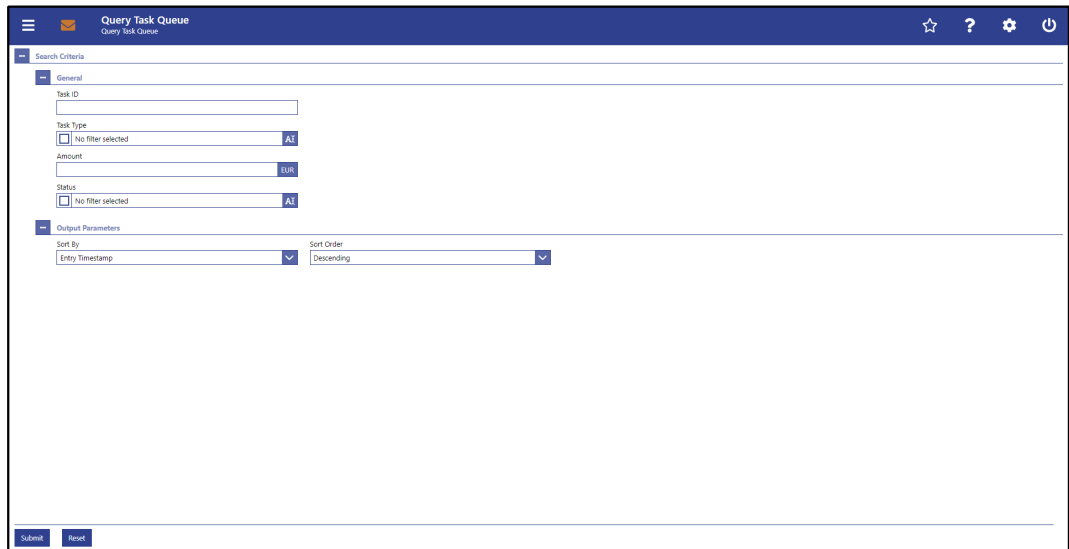 Query Task Queue
Query Task Queue
Search Criteria
General
Task ID
Task Type
No filter selected
AI
Amount
EUR
Status
No filter selected
AI
Output Parameters
Sort By Sort Order
Entry Timestamp Descending
Submit Reset